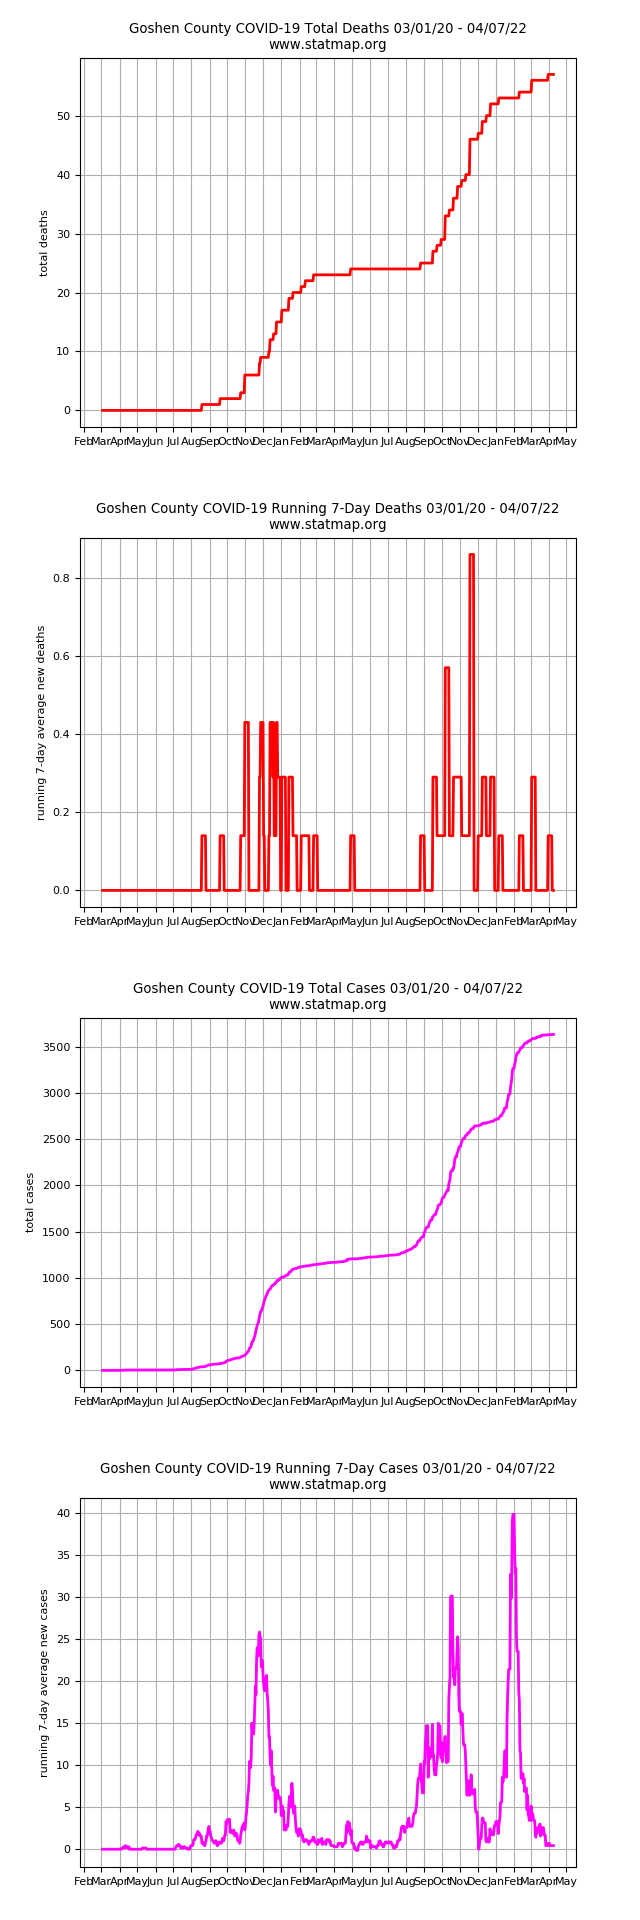 Goshen County COVID-19 Total Deaths 03/01/20 - 04/07/22
www.statmap.org
50
40
30
20
10
0
total deaths
Feb Mar Apr May Jun Jul Aug Sep Oct Nov Dec Jan Feb Mar Apr May Jun Jul Aug Sep Oct Nov Dec Jan Feb Mar Apr May
Goshen County COVID-19 Running 7-Day Deaths 03/01/20 - 04/07/22
www.statmap.org
0.8
0.6
0.4
0.2
0.0
running 7-day average new deaths
Feb Mar Apr May Jun Jul Aug Sep Oct Nov Dec Jan Feb Mar Apr May Jun Jul Aug Sep Oct Nov Dec Jan Feb Mar Apr May
Goshen County COVID-19 Total Cases 03/01/20 - 04/07/22
www.statmap.org
3500
3000
2500
2000
1500
1000
500
0
total cases
Feb Mar Apr May Jun Jul Aug Sep Oct Nov Dec Jan Feb Mar Apr May Jun Jul Aug Sep Oct Nov Dec Jan Feb Mar Apr May
Goshen County COVID-19 Running 7-Day Cases 03/01/20 - 04/07/22
www.statmap.org
40
35
30
25
20
15
10
5
0
running 7-day average new cases
Feb Mar Apr May Jun Jul Aug Sep Oct Nov Dec Jan Feb Mar Apr May Jun Jul Aug Sep Oct Nov Dec Jan Feb Mar Apr May